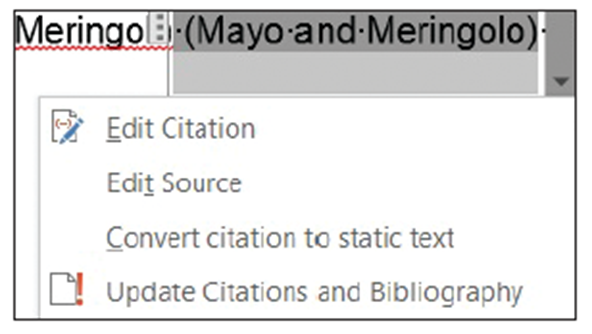 Meringo (Mayo·and·Meringolo)·
Edit Citation
Edit Source
Convert citation to static text
Update Citations and Bibliography